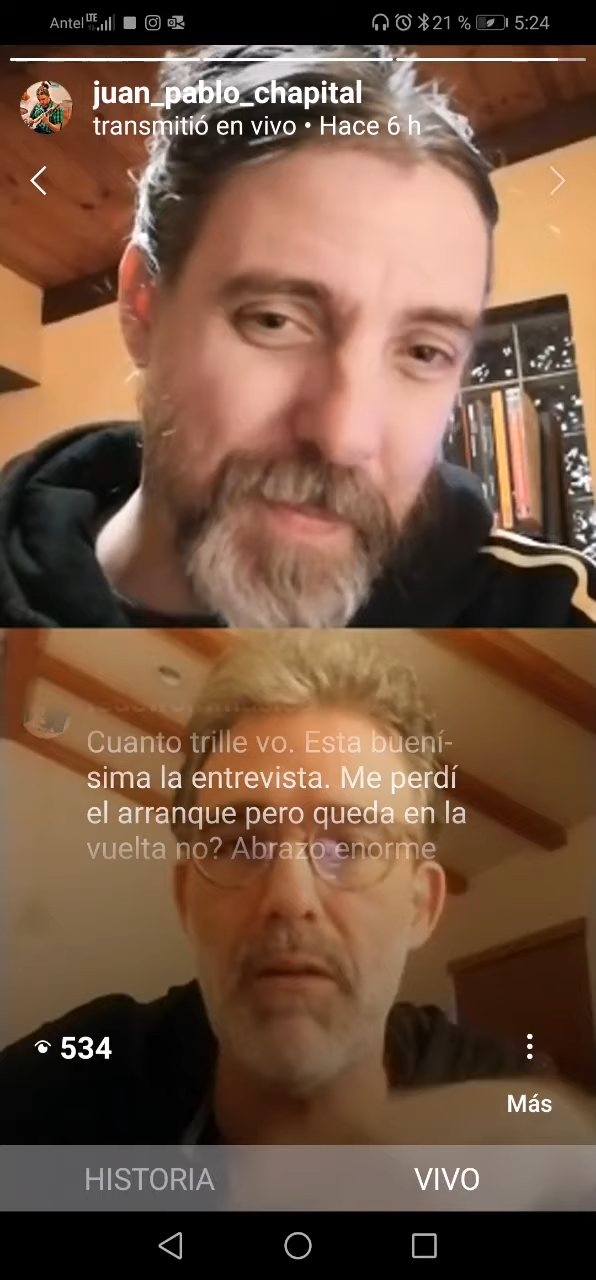 Antel LTE 21 % 5:24
juan_pablo_chapital
transmitió en vivo • Hace 6 h
Cuanto trille vo. Esta buení-
sima la entrevista. Me perdí
el arranque pero queda en la
vuelta no? Abrazo enorme
534
Más
HISTORIA VIVO